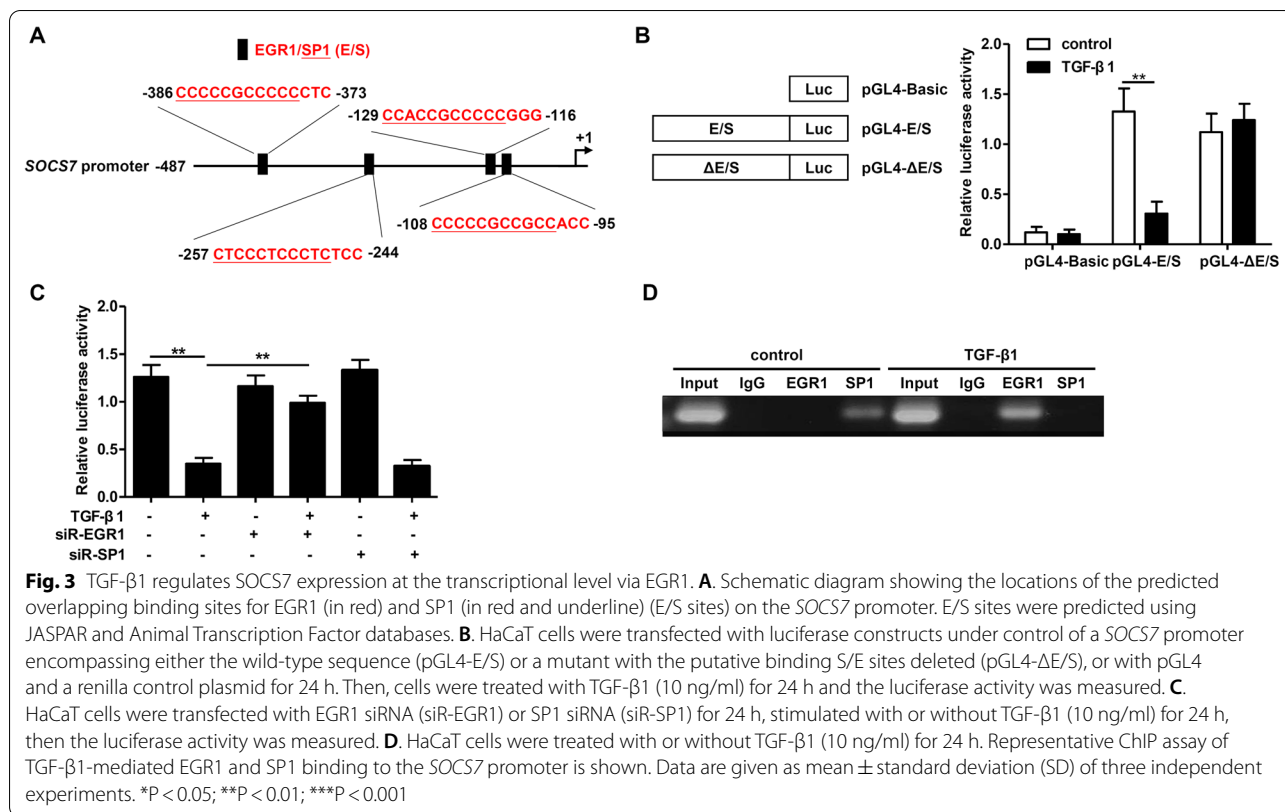 A
EGR1/SP1 (E/S)
-386 CCCCCGCCCCCCTC -373
-129 CCACCGCCCCCGGG -116
+1
SOCS7 promoter -487
-108 CCCCCGCCGCCACC -95
-257 CTCCCTCCCTCTCC -244
B
Luc pGL4-Basic
E/S Luc pGL4-E/S
ΔE/S Luc pGL4-ΔE/S
Relative luciferase activity
2.0
1.5
1.0
0.5
0.0
control
TGF-β1
**
pGL4-Basic pGL4-E/S pGL4-ΔE/S
C
Relative luciferase activity
2.0
1.5
1.0
0.5
0.0
** **
TGF-β1 - + - + - +
siR-EGR1 - - + + - -
siR-SP1 - - - - + +
D
control TGF-β1
Input IgG EGR1 SP1 Input IgG EGR1 SP1
Fig. 3 TGF-β1 regulates SOCS7 expression at the transcriptional level via EGR1. A. Schematic diagram showing the locations of the predicted
overlapping binding sites for EGR1 (in red) and SP1 (in red and underline) (E/S sites) on the SOCS7 promoter. E/S sites were predicted using
JASPAR and Animal Transcription Factor databases. B. HaCaT cells were transfected with luciferase constructs under control of a SOCS7 promoter
encompassing either the wild-type sequence (pGL4-E/S) or a mutant with the putative binding S/E sites deleted (pGL4-ΔE/S), or with pGL4
and a renilla control plasmid for 24 h. Then, cells were treated with TGF-β1 (10 ng/ml) for 24 h and the luciferase activity was measured. C.
HaCaT cells were transfected with EGR1 siRNA (siR-EGR1) or SP1 siRNA (siR-SP1) for 24 h, stimulated with or without TGF-β1 (10 ng/ml) for 24 h,
then the luciferase activity was measured. D. HaCaT cells were treated with or without TGF-β1 (10 ng/ml) for 24 h. Representative ChIP assay of
TGF-β1-mediated EGR1 and SP1 binding to the SOCS7 promoter is shown. Data are given as mean ± standard deviation (SD) of three independent
experiments. *P < 0.05; **P < 0.01; ***P < 0.001